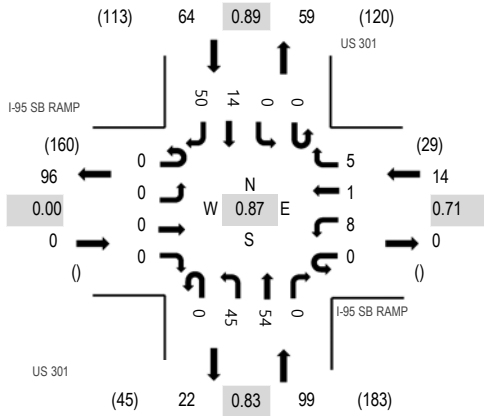 (113) 64 0.89 59 (120)
US 301
I-95 SB RAMP
50 14 0 0
(160) (29)
96 0 5 14
0 N 1
0.00 W 0.87 E 0.71
0 0 S 8 0
() 0 0 ()
0 45 54 0
I-95 SB RAMP
US 301
(45) 22 0.83 99 (183)